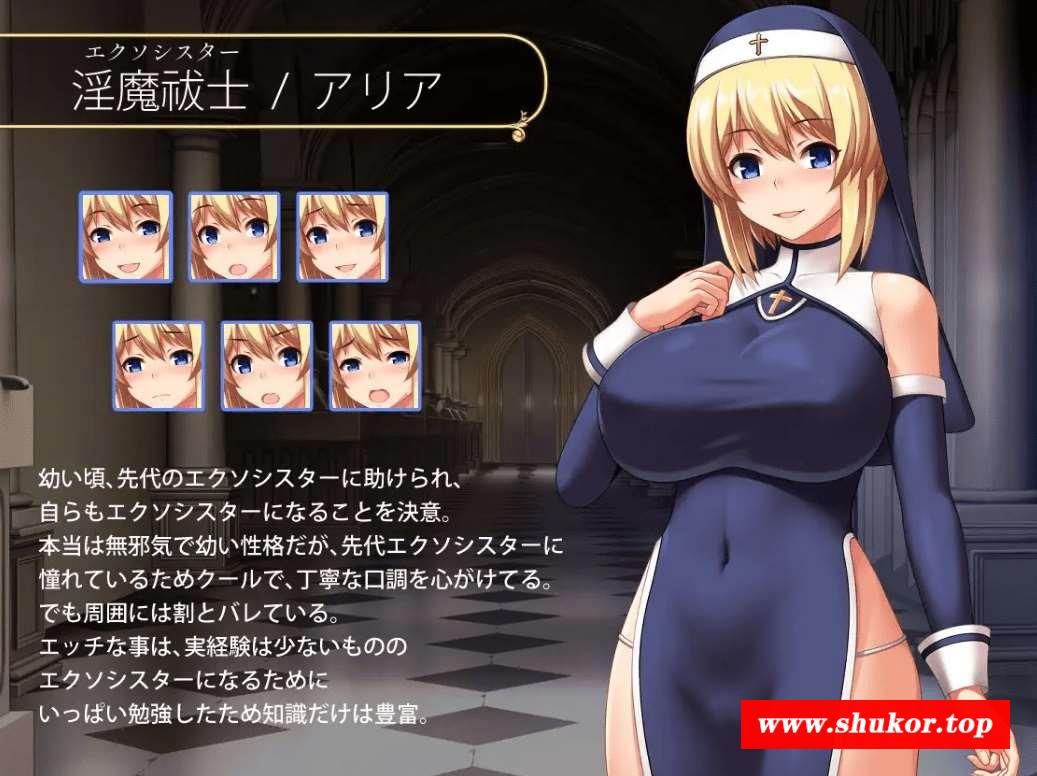 エクソシスター
淫魔祓士 / アリア
幼い頃、先代のエクソシスターに助けられ、
自らもエクソシスターになることを決意。
本当は無邪気で幼い性格だが、先代エクソシスターに
憧れているためクールで、丁寧な口調を心がけてる。
でも周囲には割とバレている。
エッチな事は、実経験は少ないものの
エクソシスターになるために
いっぱい勉強したため知識だけは豊富。
www.shukor.top